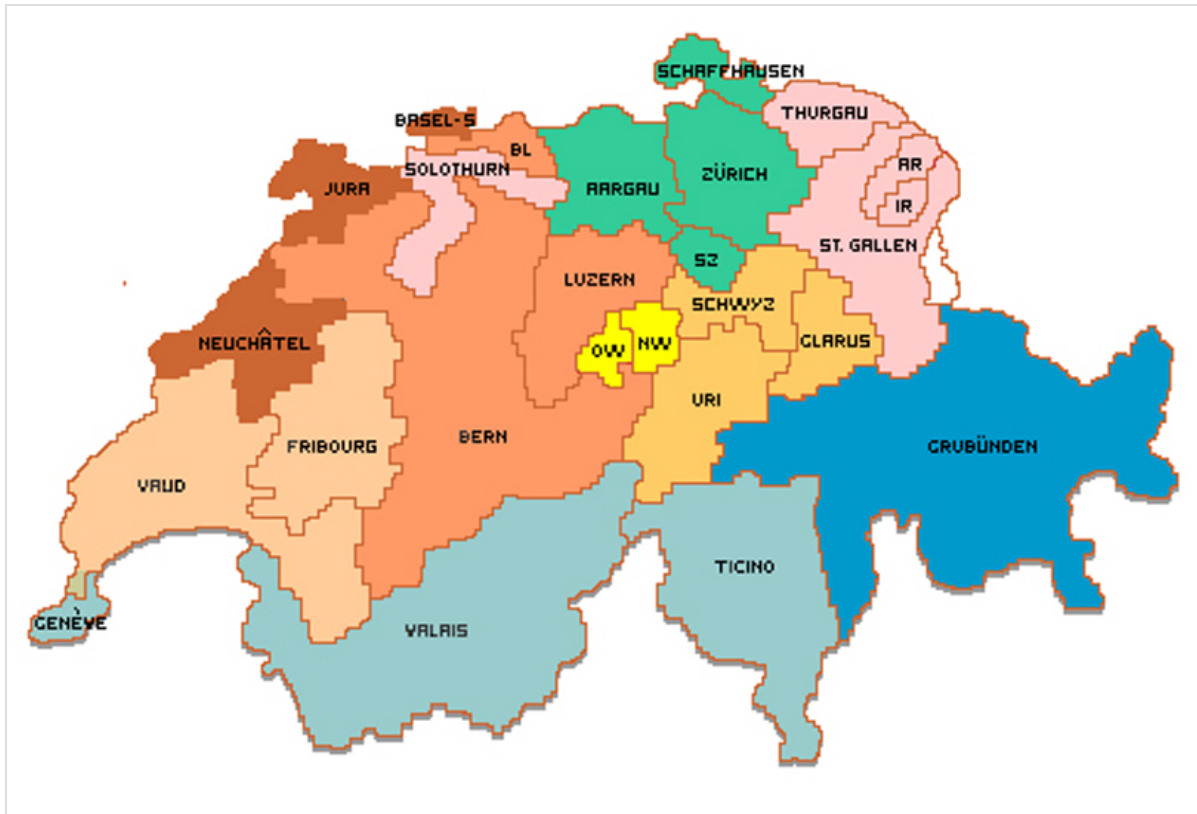 SCHAFFHAUSEN
THURGAU
BASEL-S
BL
SOLOTHURN
AR
JURA
AARGAU
ZÜRICH
IR
ST. GALLEN
SZ
LUZERN
SCHWYZ
NEUCHÂTEL
OW
NW
GLARUS
URI
FRIBOURG
BERN
GRUBÜNDEN
VAUD
TICINO
GENÈVE
VALAIS